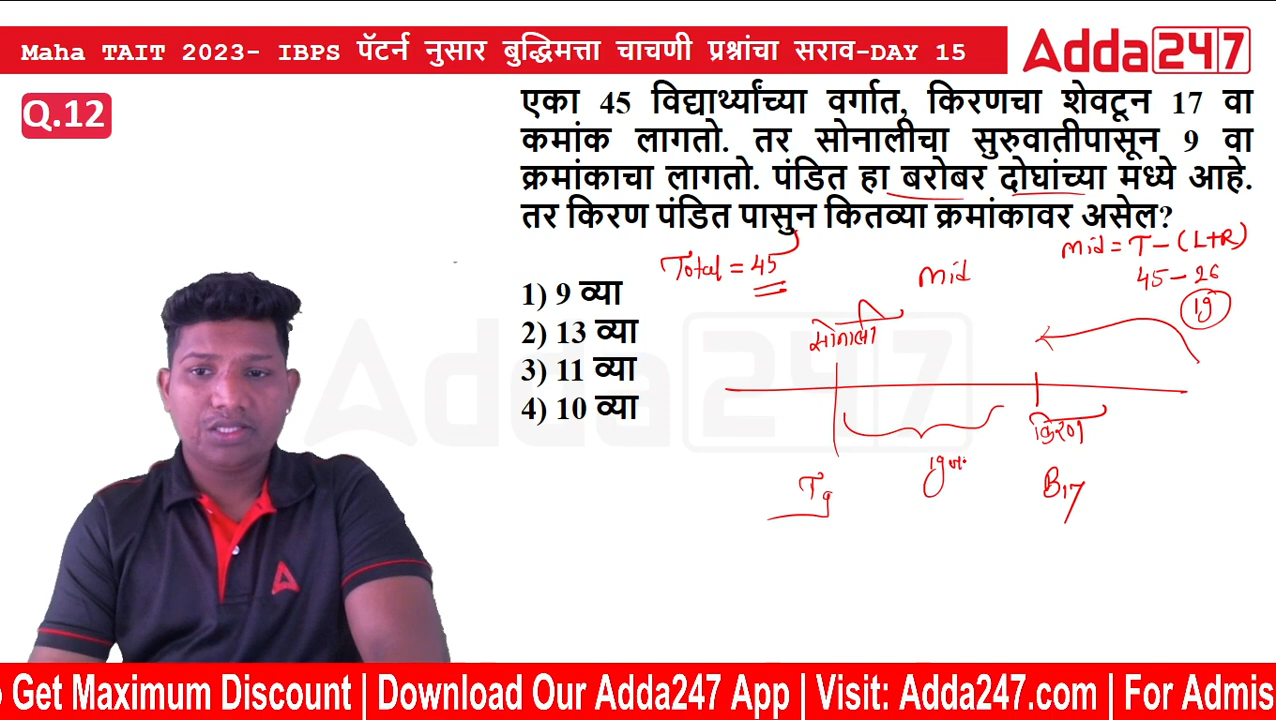 Maha TAIT 2023- IBPS पॅटर्न नुसार बुद्धिमत्ता चाचणी प्रश्नांचा सराव-DAY 15
Adda247
Q.12
एका 45 विद्यार्थ्यांच्या वर्गात, किरणचा शेवटून 17 वा
कमांक लागतो. तर सोनालीचा सुरुवातीपासून 9 वा
क्रमांकाचा लागतो. पंडित हा बरोबर दोघांच्या मध्ये आहे.
तर किरण पंडित पासुन कितव्या क्रमांकावर असेल?
Total = 45
mid
mid = T - (L+R)
45 - 26
19
1) 9 व्या
2) 13 व्या
3) 11 व्या
4) 10 व्या
सोनाली
किरण
19
T9
B17
Adda247
Get Maximum Discount | Download Our Adda247 App | Visit: Adda247.com | For Admis